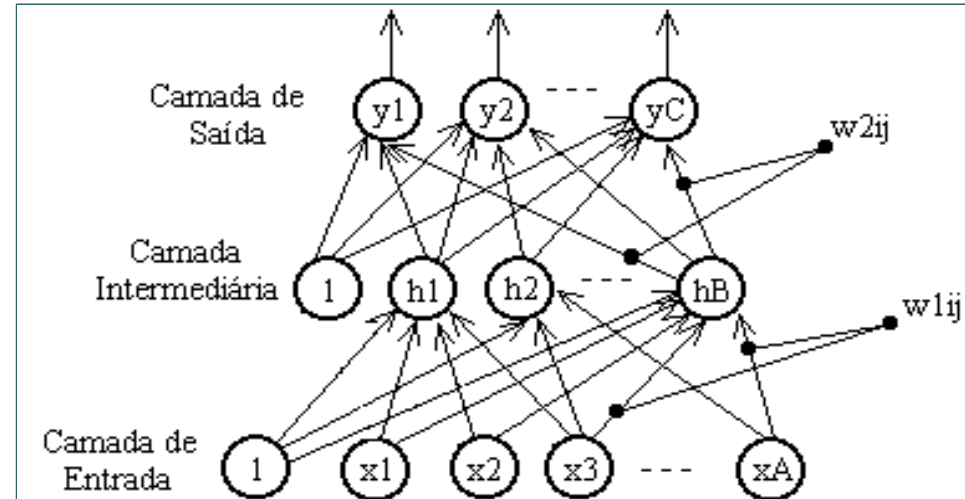 Camada de
Saída
y1 y2 --- yC
w2ij
Camada
Intermediária
1 h1 h2 --- hB
w1ij
Camada de
Entrada
1 x1 x2 x3 --- xA